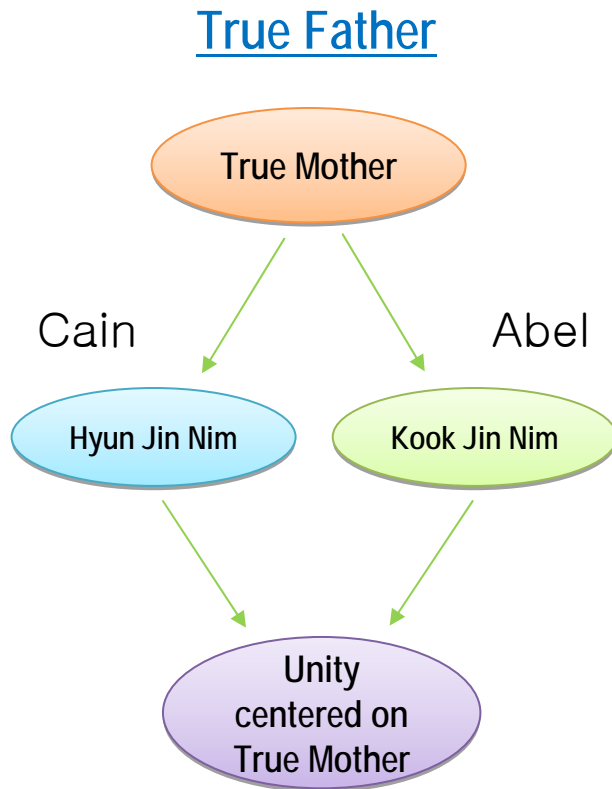 True Father
True Mother
Cain
Abel
Hyun Jin Nim
Kook Jin Nim
Unity
centered on
True Mother